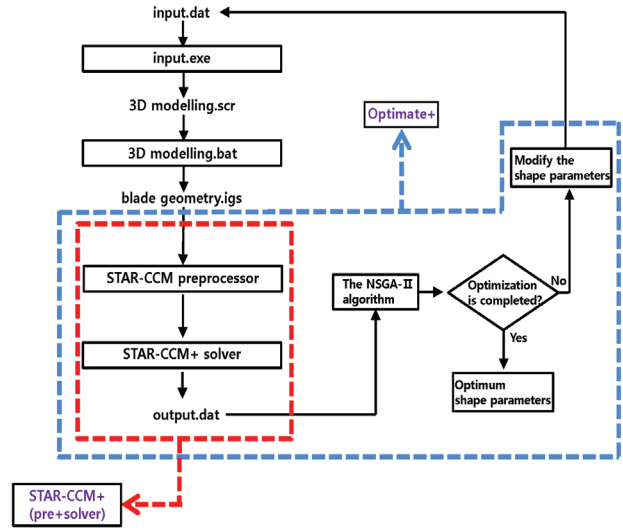 input.dat
input.exe
3D modelling.scr
Optimate+
3D modelling.bat
Modify the
shape parameters
blade geometry.igs
STAR-CCM preprocessor
The NSGA-II
algorithm
Optimization
is completed?
No
Yes
STAR-CCM+ solver
Optimum
shape parameters
output.dat
STAR-CCM+
(pre+solver)